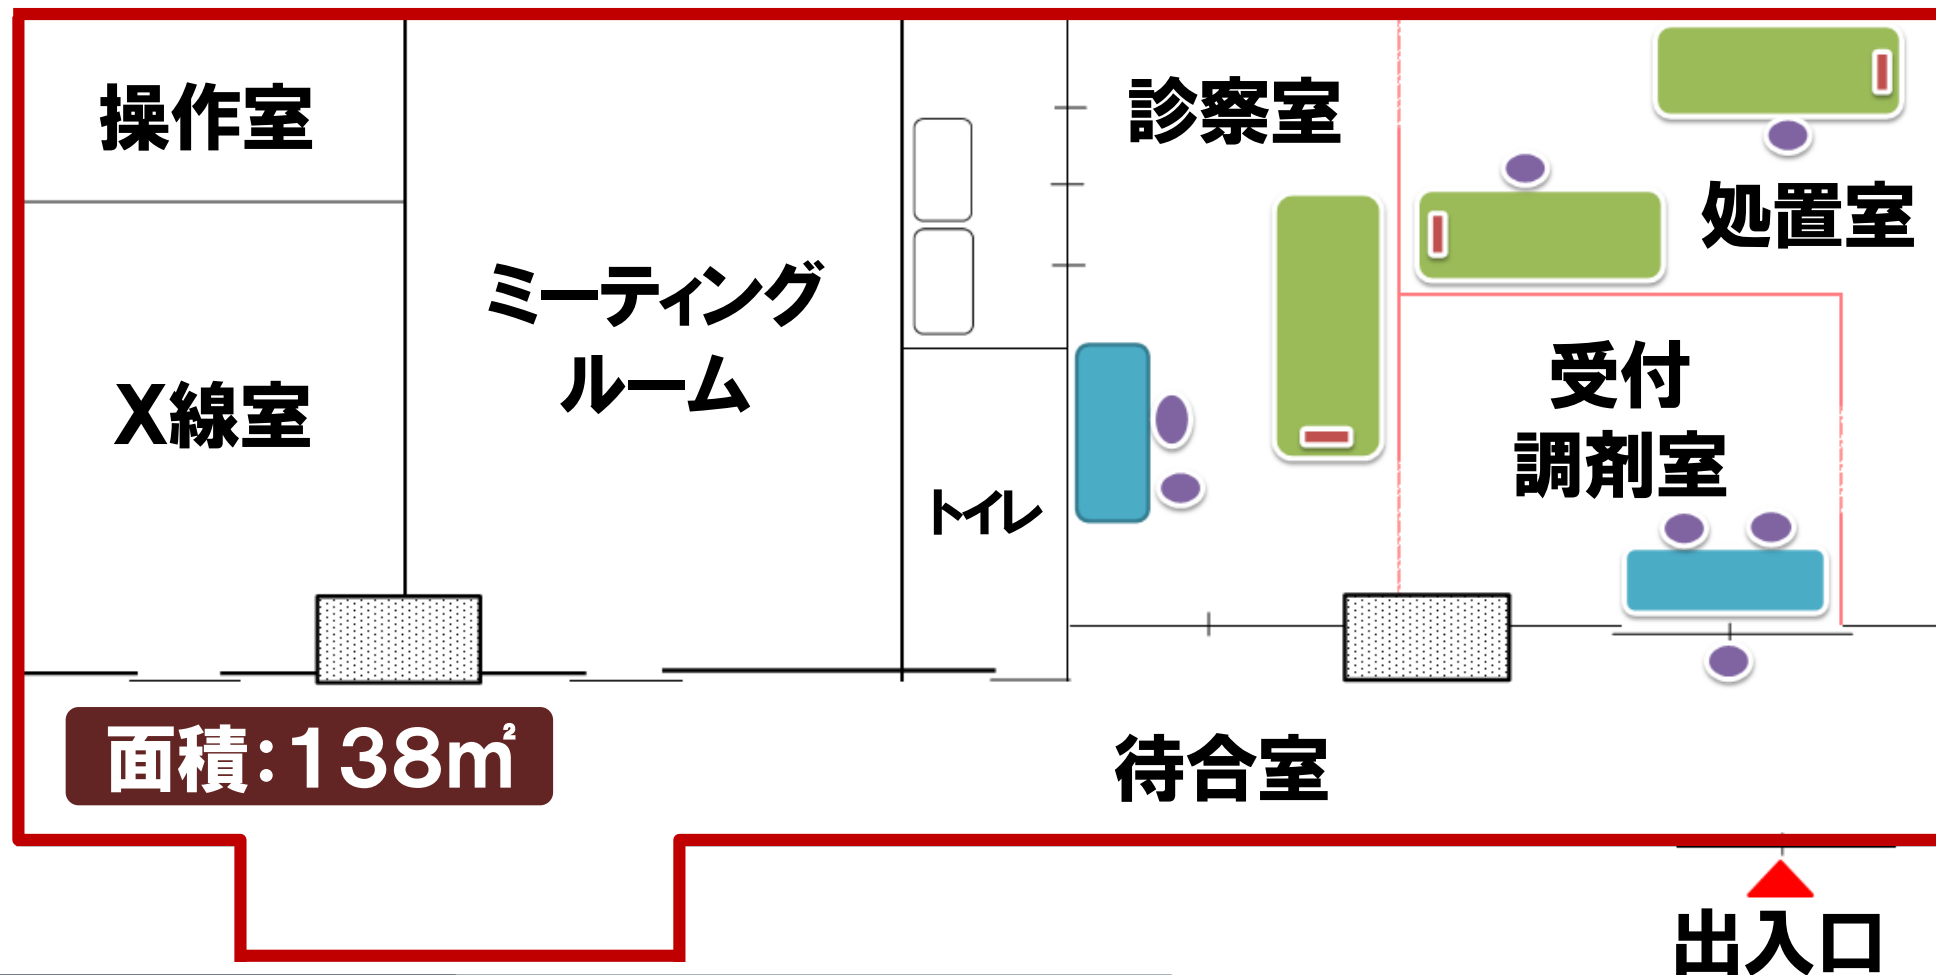 操作室
診察室
処置室
ミーティング
ルーム
X線室
受付
調剤室
トイレ
面積:138㎡
待合室
出入口